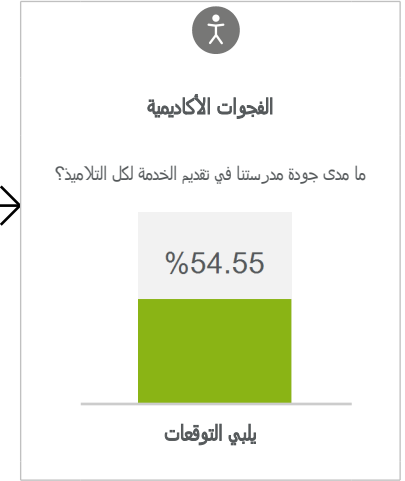 الفجوات الأكاديمية
ما مدى جودة مدرستنا في تقديم الخدمة لكل التلاميذ؟
%54.55
يلبي التوقعات